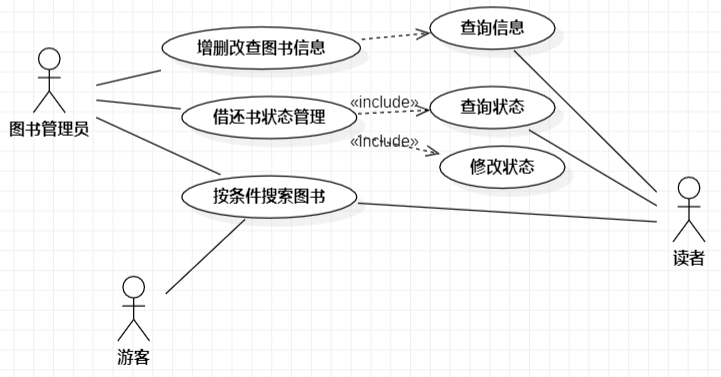 增删改查图书信息
查询信息
图书管理员
«include»
借还书状态管理
查询状态
«Include»
修改状态
按条件搜索图书
读者
游客